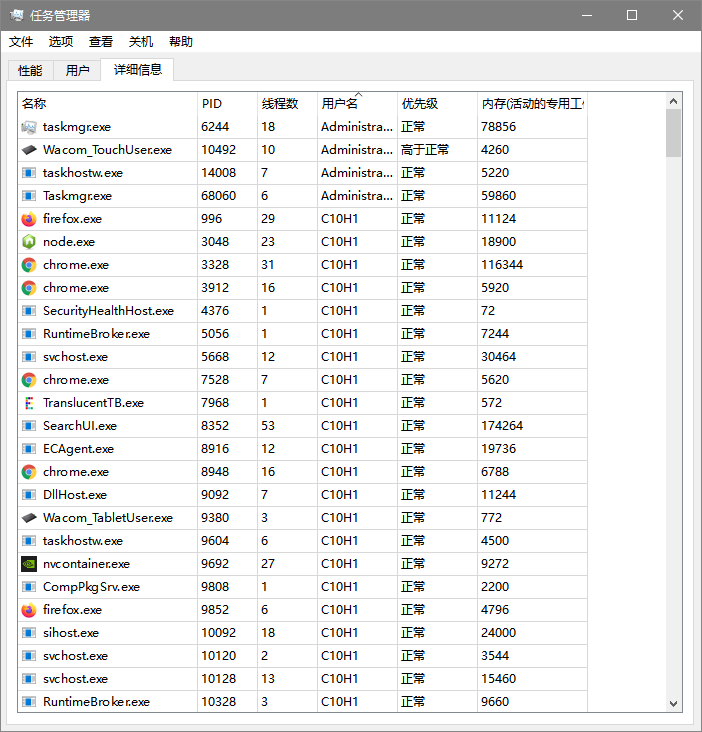 任务管理器
文件 选项 查看 关机 帮助
性能 用户 详细信息
名称 PID 线程数 用户名 优先级 内存(活动的专用工
taskmgr.exe 6244 18 Administra... 正常 78856
Wacom_TouchUser.exe 10492 10 Administra... 高于正常 4260
taskhostw.exe 14008 7 Administra... 正常 5220
Taskmgr.exe 68060 6 Administra... 正常 59860
firefox.exe 996 29 C10H1 正常 11124
node.exe 3048 23 C10H1 正常 18900
chrome.exe 3328 31 C10H1 正常 116344
chrome.exe 3912 16 C10H1 正常 5920
SecurityHealthHost.exe 4376 1 C10H1 正常 72
RuntimeBroker.exe 5056 1 C10H1 正常 7244
svchost.exe 5668 12 C10H1 正常 30464
chrome.exe 7528 7 C10H1 正常 5620
TranslucentTB.exe 7968 1 C10H1 正常 572
SearchUI.exe 8352 53 C10H1 正常 174264
ECAgent.exe 8916 12 C10H1 正常 19736
chrome.exe 8948 16 C10H1 正常 6788
DllHost.exe 9092 7 C10H1 正常 11244
Wacom_TabletUser.exe 9380 3 C10H1 正常 772
taskhostw.exe 9604 6 C10H1 正常 4500
nvcontainer.exe 9692 27 C10H1 正常 9272
CompPkgSrv.exe 9808 1 C10H1 正常 2200
firefox.exe 9852 6 C10H1 正常 4796
sihost.exe 10092 18 C10H1 正常 24000
svchost.exe 10120 2 C10H1 正常 3544
svchost.exe 10128 13 C10H1 正常 15460
RuntimeBroker.exe 10328 3 C10H1 正常 9660